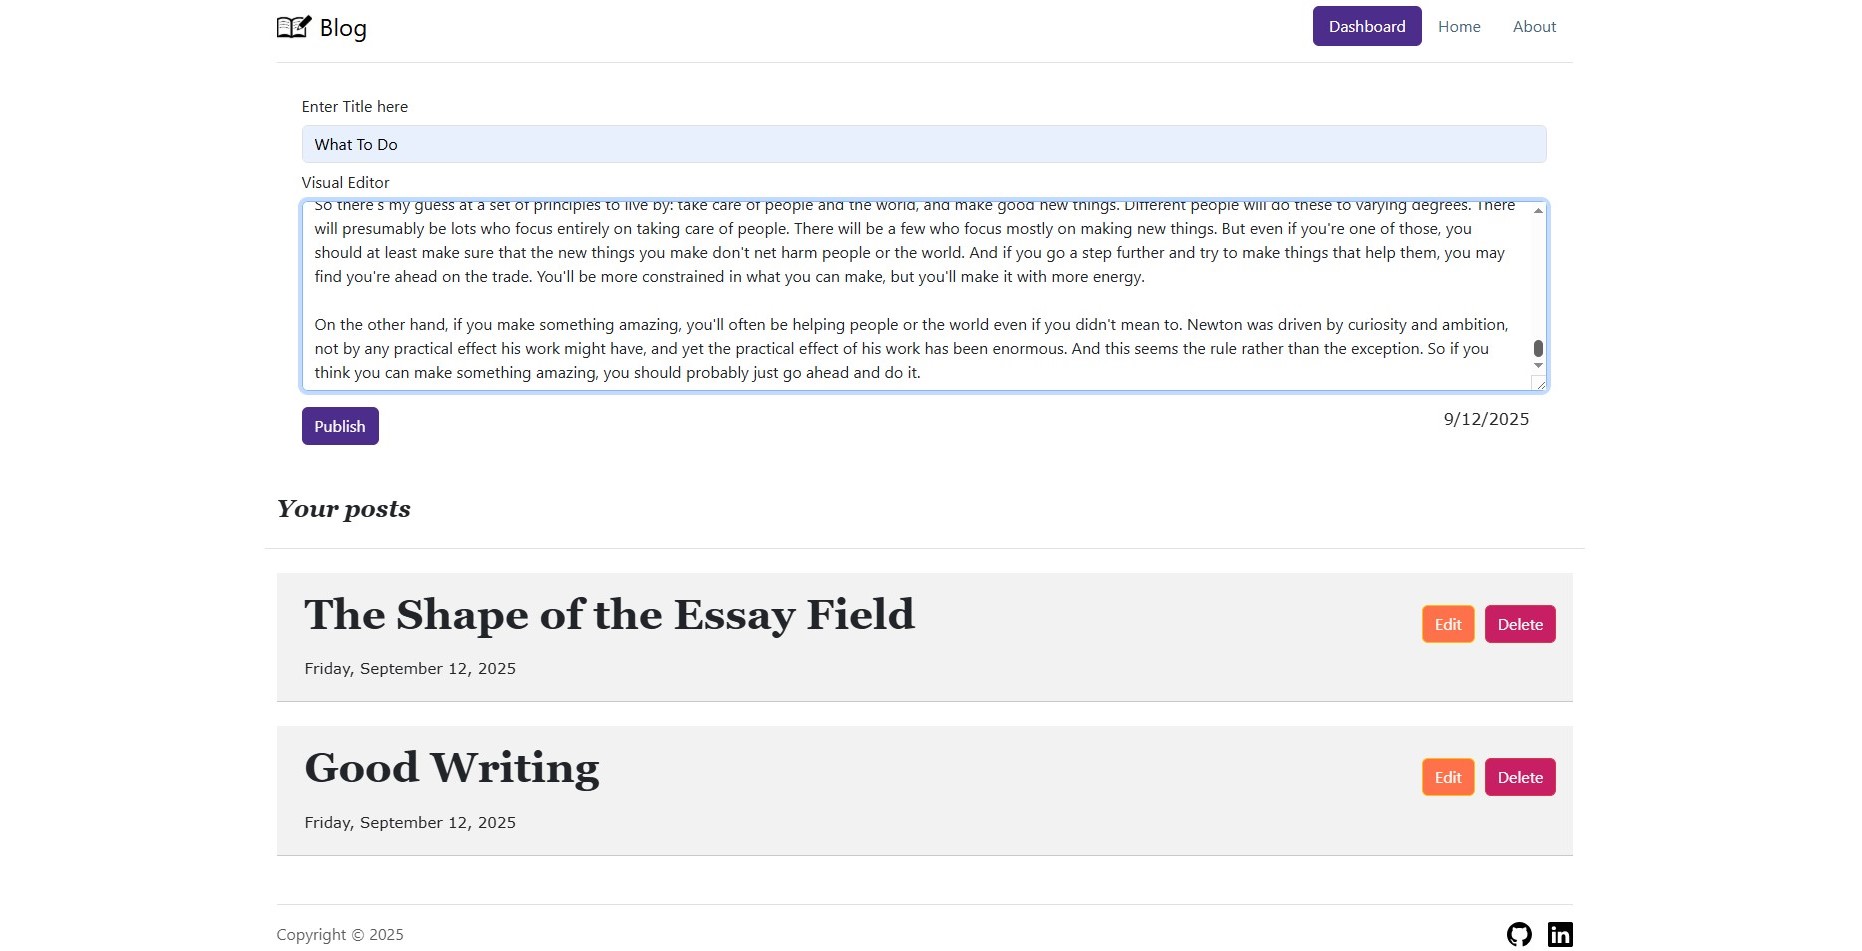 Blog
Dashboard
Home
About
Enter Title here
What To Do
Visual Editor
So there's my guess at a set of principles to live by: take care of people and the world, and make good new things. Different people will do these to varying degrees. There
will presumably be lots who focus entirely on taking care of people. There will be a few who focus mostly on making new things. But even if you're one of those, you
should at least make sure that the new things you make don't net harm people or the world. And if you go a step further and try to make things that help them, you may
find you're ahead on the trade. You'll be more constrained in what you can make, but you'll make it with more energy.
On the other hand, if you make something amazing, you'll often be helping people or the world even if you didn't mean to. Newton was driven by curiosity and ambition,
not by any practical effect his work might have, and yet the practical effect of his work has been enormous. And this seems the rule rather than the exception. So if you
think you can make something amazing, you should probably just go ahead and do it.
Publish
9/12/2025
Your posts
The Shape of the Essay Field
Edit
Delete
Friday, September 12, 2025
Good Writing
Edit
Delete
Friday, September 12, 2025
Copyright © 2025
in